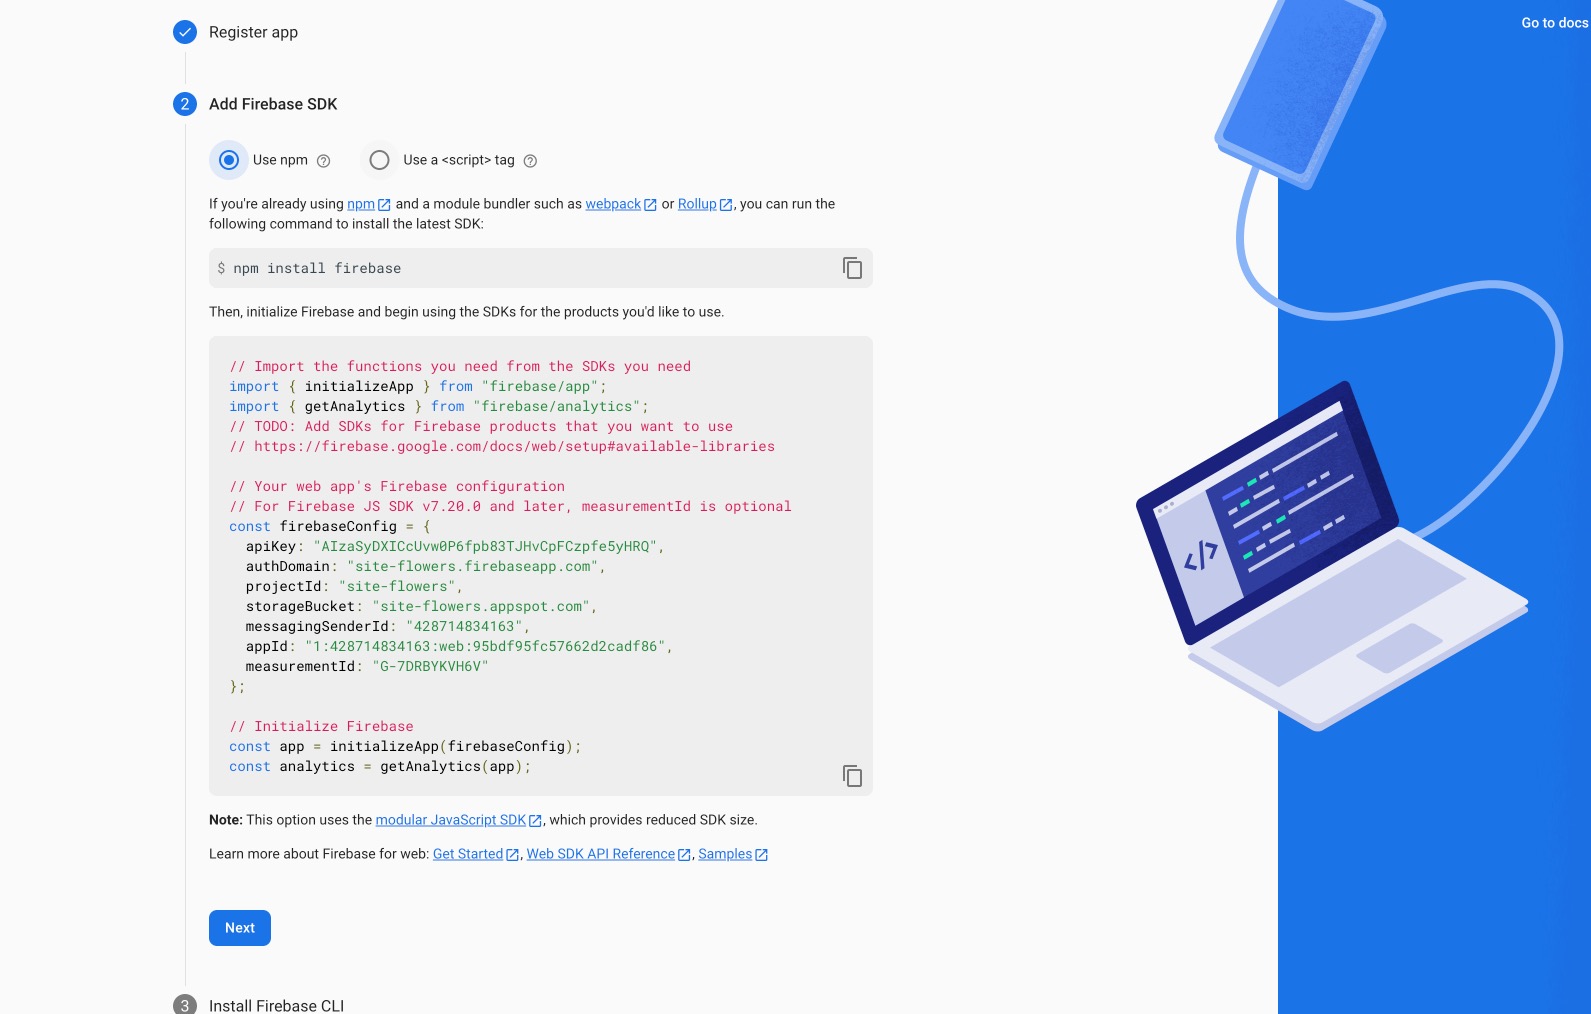 Go to docs
Register app
2 Add Firebase SDK
Use npm Use a <script> tag
If you're already using npm and a module bundler such as webpack or Rollup, you can run the
following command to install the latest SDK:
$ npm install firebase
Then, initialize Firebase and begin using the SDKs for the products you'd like to use.
// Import the functions you need from the SDKs you need
import { initializeApp } from "firebase/app";
import { getAnalytics } from "firebase/analytics";
// TODO: Add SDKs for Firebase products that you want to use
// https://firebase.google.com/docs/web/setup#available-libraries
// Your web app's Firebase configuration
// For Firebase JS SDK v7.20.0 and later, measurementId is optional
const firebaseConfig = {
  apiKey: "AIzaSyDXICcUvw0P6fpb83TJHvCpFCzpfe5yHRQ",
  authDomain: "site-flowers.firebaseapp.com",
  projectId: "site-flowers",
  storageBucket: "site-flowers.appspot.com",
  messagingSenderId: "428714834163",
  appId: "1:428714834163:web:95bdf95fc57662d2cadf86",
  measurementId: "G-7DRBYKVH6V"
};
// Initialize Firebase
const app = initializeApp(firebaseConfig);
const analytics = getAnalytics(app);
Note: This option uses the modular JavaScript SDK, which provides reduced SDK size.
Learn more about Firebase for web: Get Started, Web SDK API Reference, Samples
Next
3 Install Firebase CLI